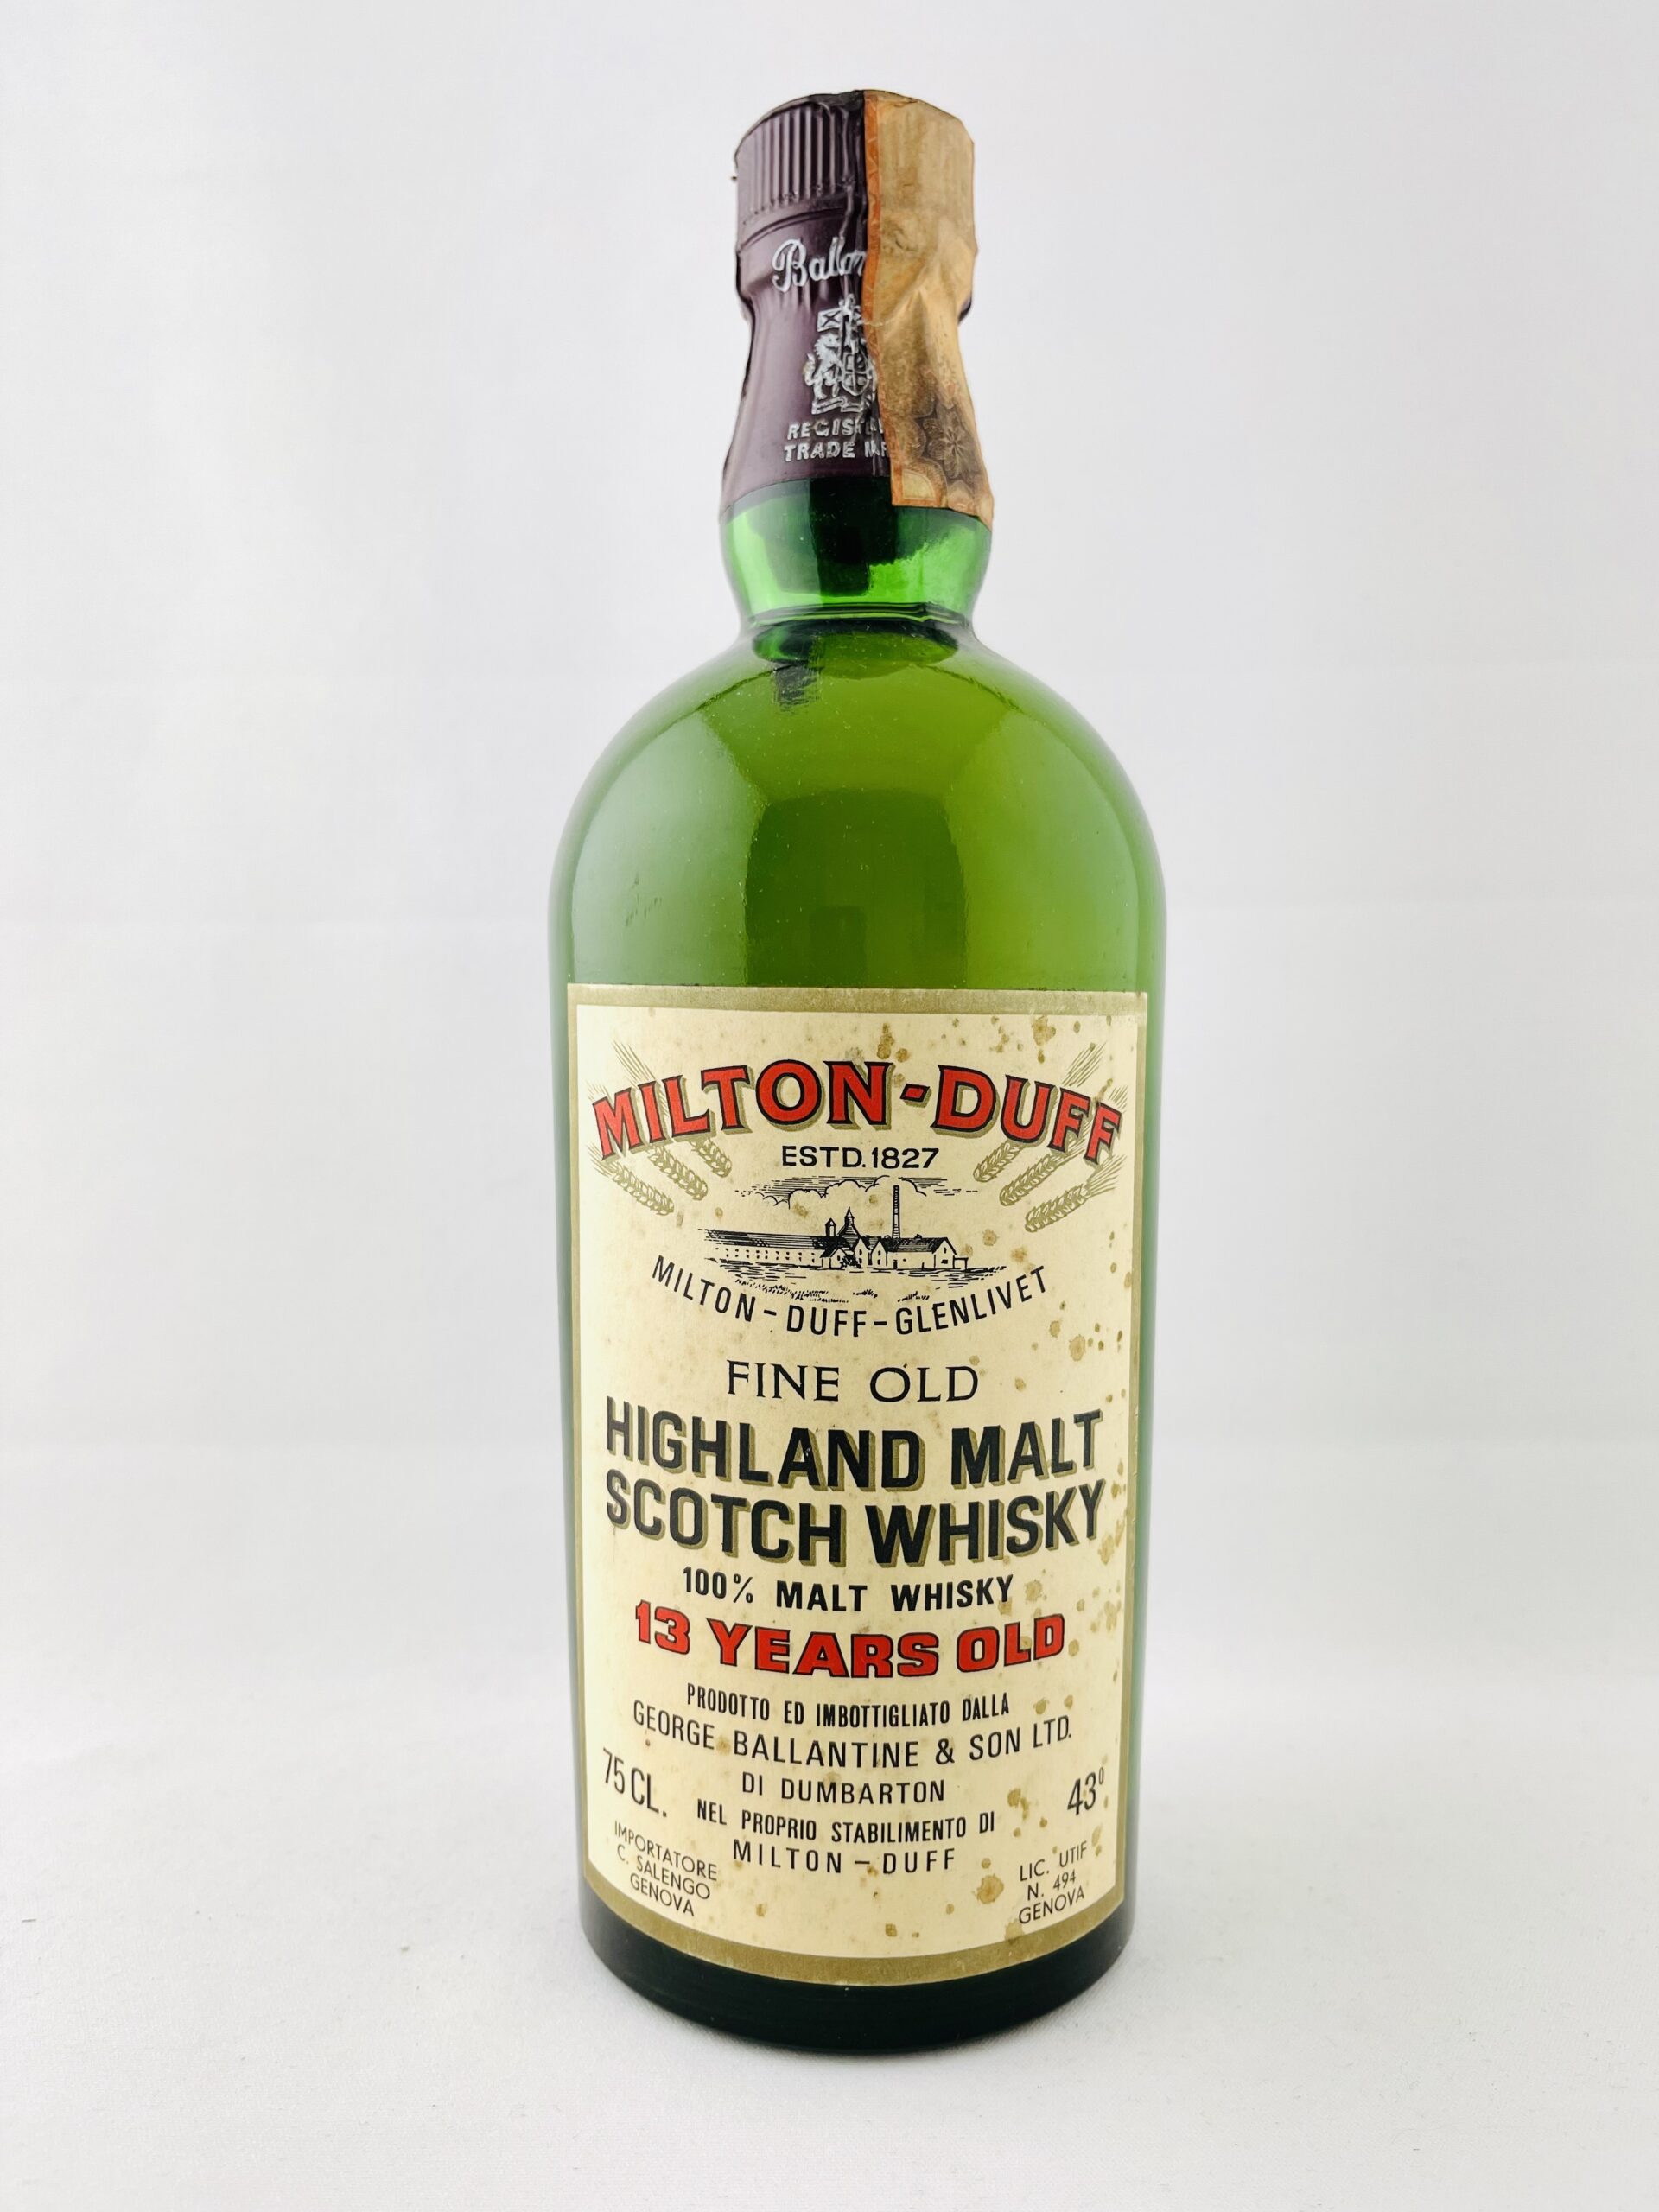 TRADE
MILTON-DUFF
ESTD. 1827
MILTON-DUFF-GLENLIVET
FINE OLD
HIGHLAND MALT
SCOTCH WHISKY
100% MALT WHISKY
13 YEARS OLD
PRODOTTO ED IMBOTTIGLIATO DALLA
GEORGE BALLANTINE & SON LTD.
DI DUMBARTON
NEL PROPRIO STABILIMENTO DI
MILTON-DUFF
75 CL.
43°
IMPORTATORE
C. SALENGO
GENOVA
LIC. UTIF
N. 494
GENOVA